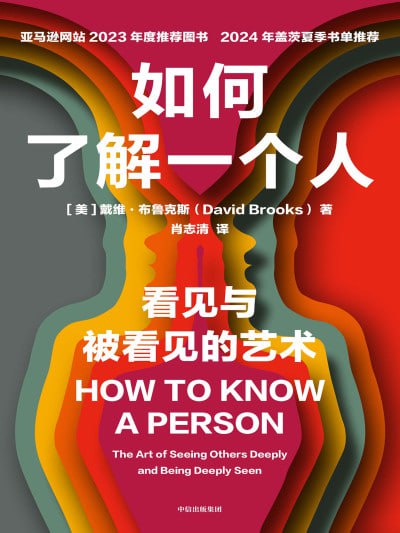 亚马逊网站 2023 年度推荐图书 2024 年盖茨夏季书单推荐
如何
了解一个人
［美］戴维·布鲁克斯（David Brooks）著
肖志清 译
看见与
被看见的艺术
HOW TO KNOW
A PERSON
The Art of Seeing Others Deeply
and Being Deeply Seen
中信出版集团